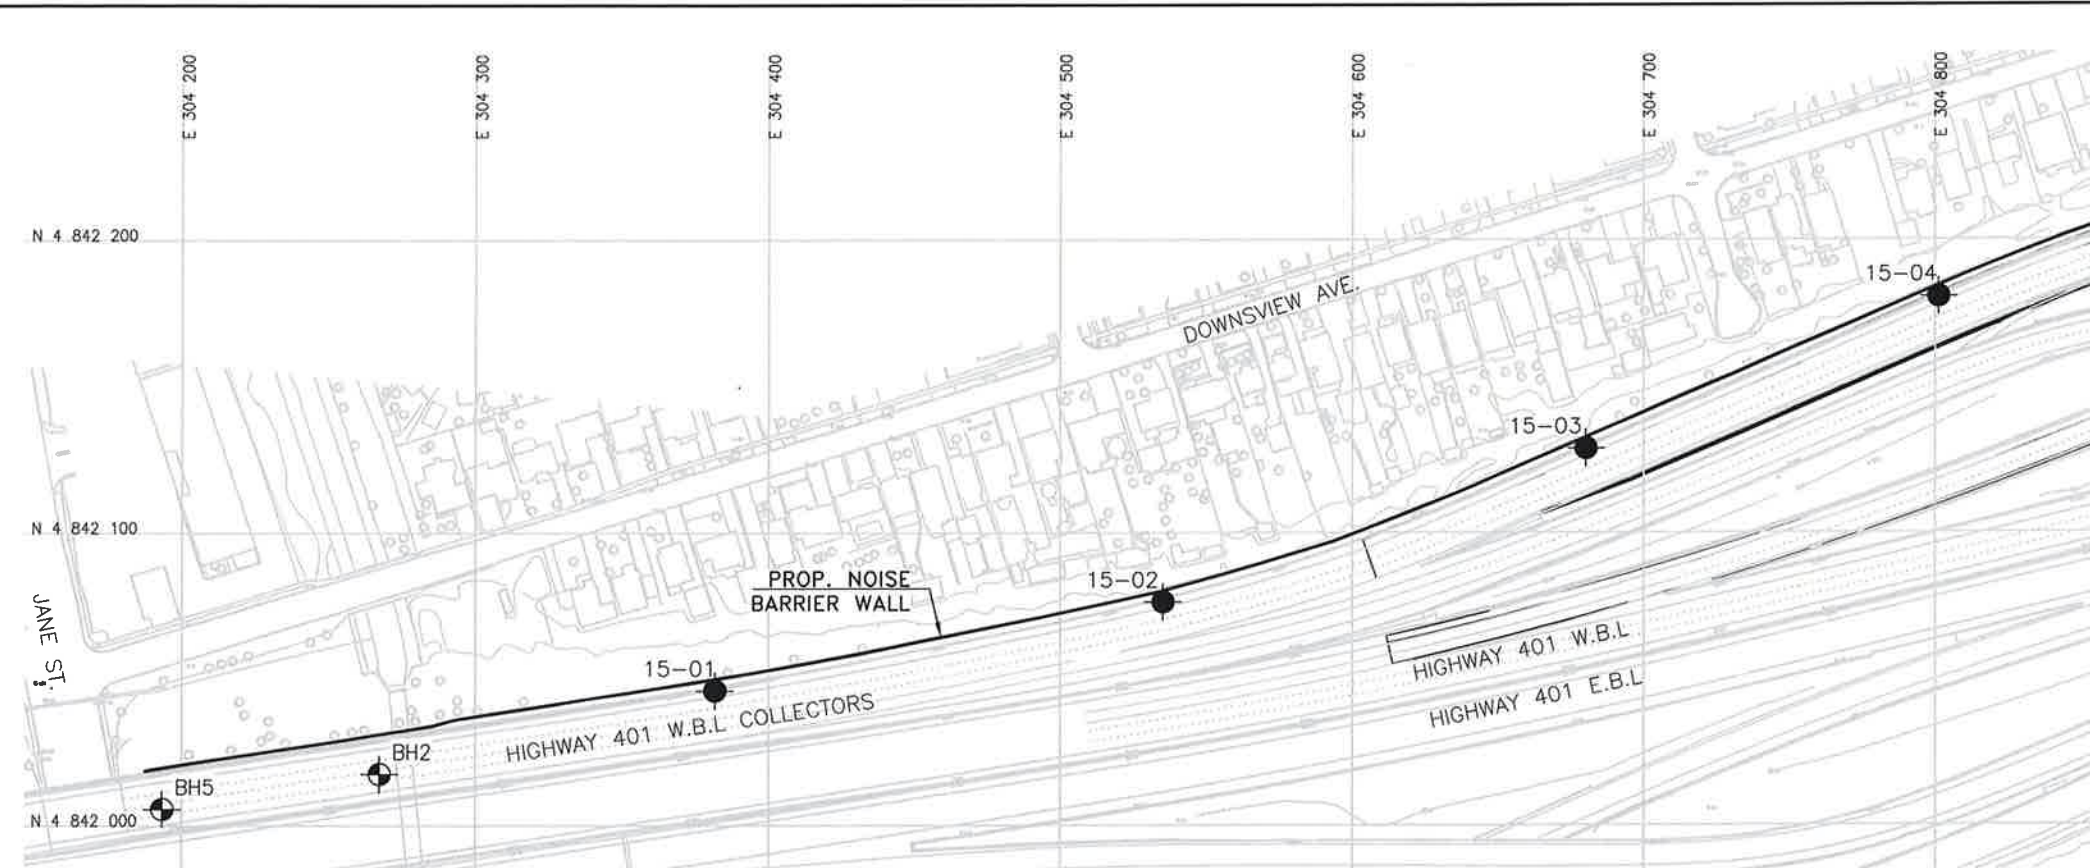 E 304 200
E 304 300
E 304 400
E 304 500
E 304 600
E 304 700
E 304 800
N 4 842 200
DOWNSVIEW AVE.
15-04
15-03
N 4 842 100
PROP. NOISE
BARRIER WALL
15-02
JANE ST.
15-01
HIGHWAY 401 W.B.L
HIGHWAY 401 E.B.L
HIGHWAY 401 W.B.L COLLECTORS
BH2
BH5
N 4 842 000